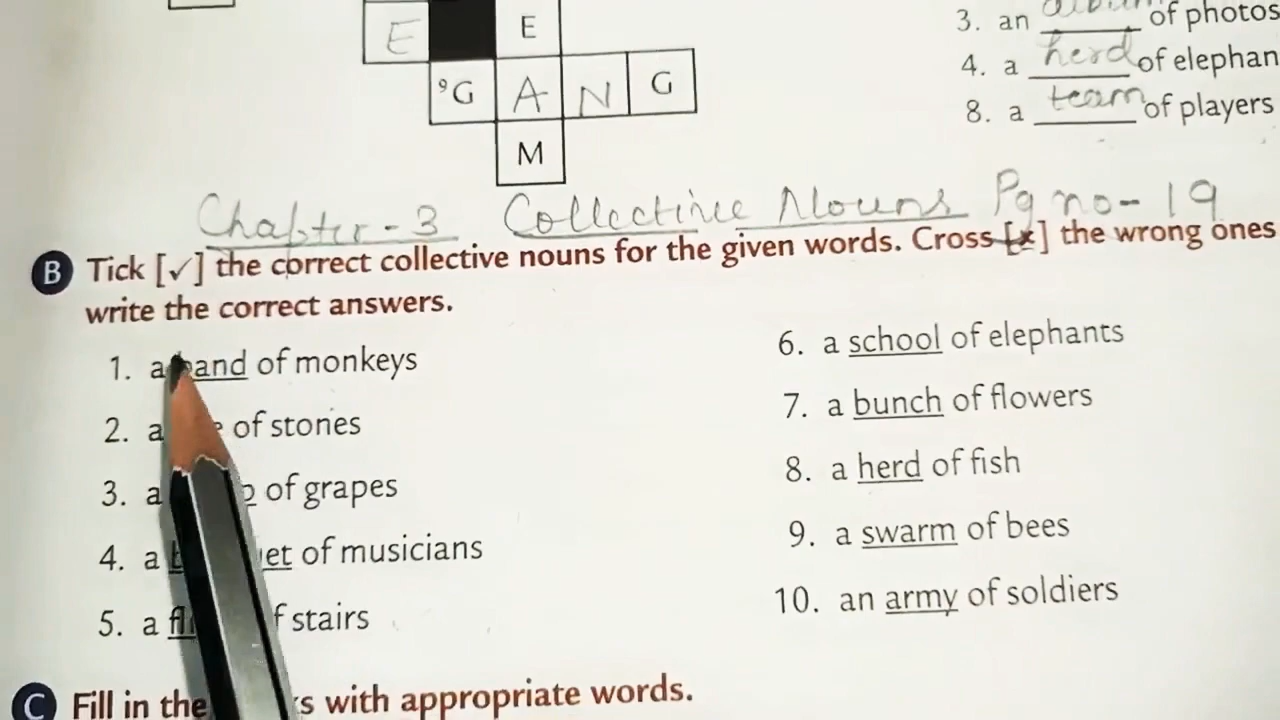 E E
3. an album of photos
⁹G A N G
4. a herd of elephan
8. a team of players
M
Chapter-3 Collective Nouns Pg no-19
B Tick [✓] the correct collective nouns for the given words. Cross [x] the wrong ones
write the correct answers.
1. a band of monkeys
2. a of stones
3. a of grapes
4. a of musicians
5. a of stairs
6. a school of elephants
7. a bunch of flowers
8. a herd of fish
9. a swarm of bees
10. an army of soldiers
C Fill in the with appropriate words.